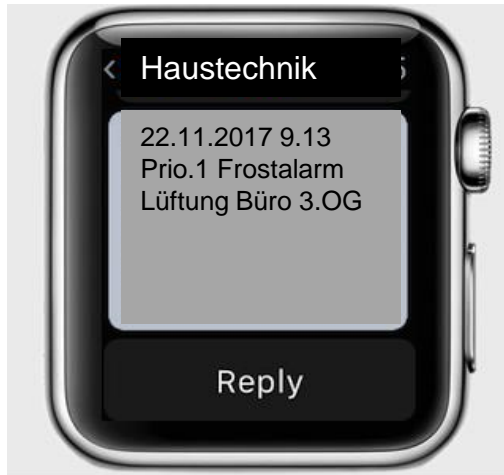 < Haustechnik
22.11.2017 9.13
Prio.1 Frostalarm
Lüftung Büro 3.OG
Reply